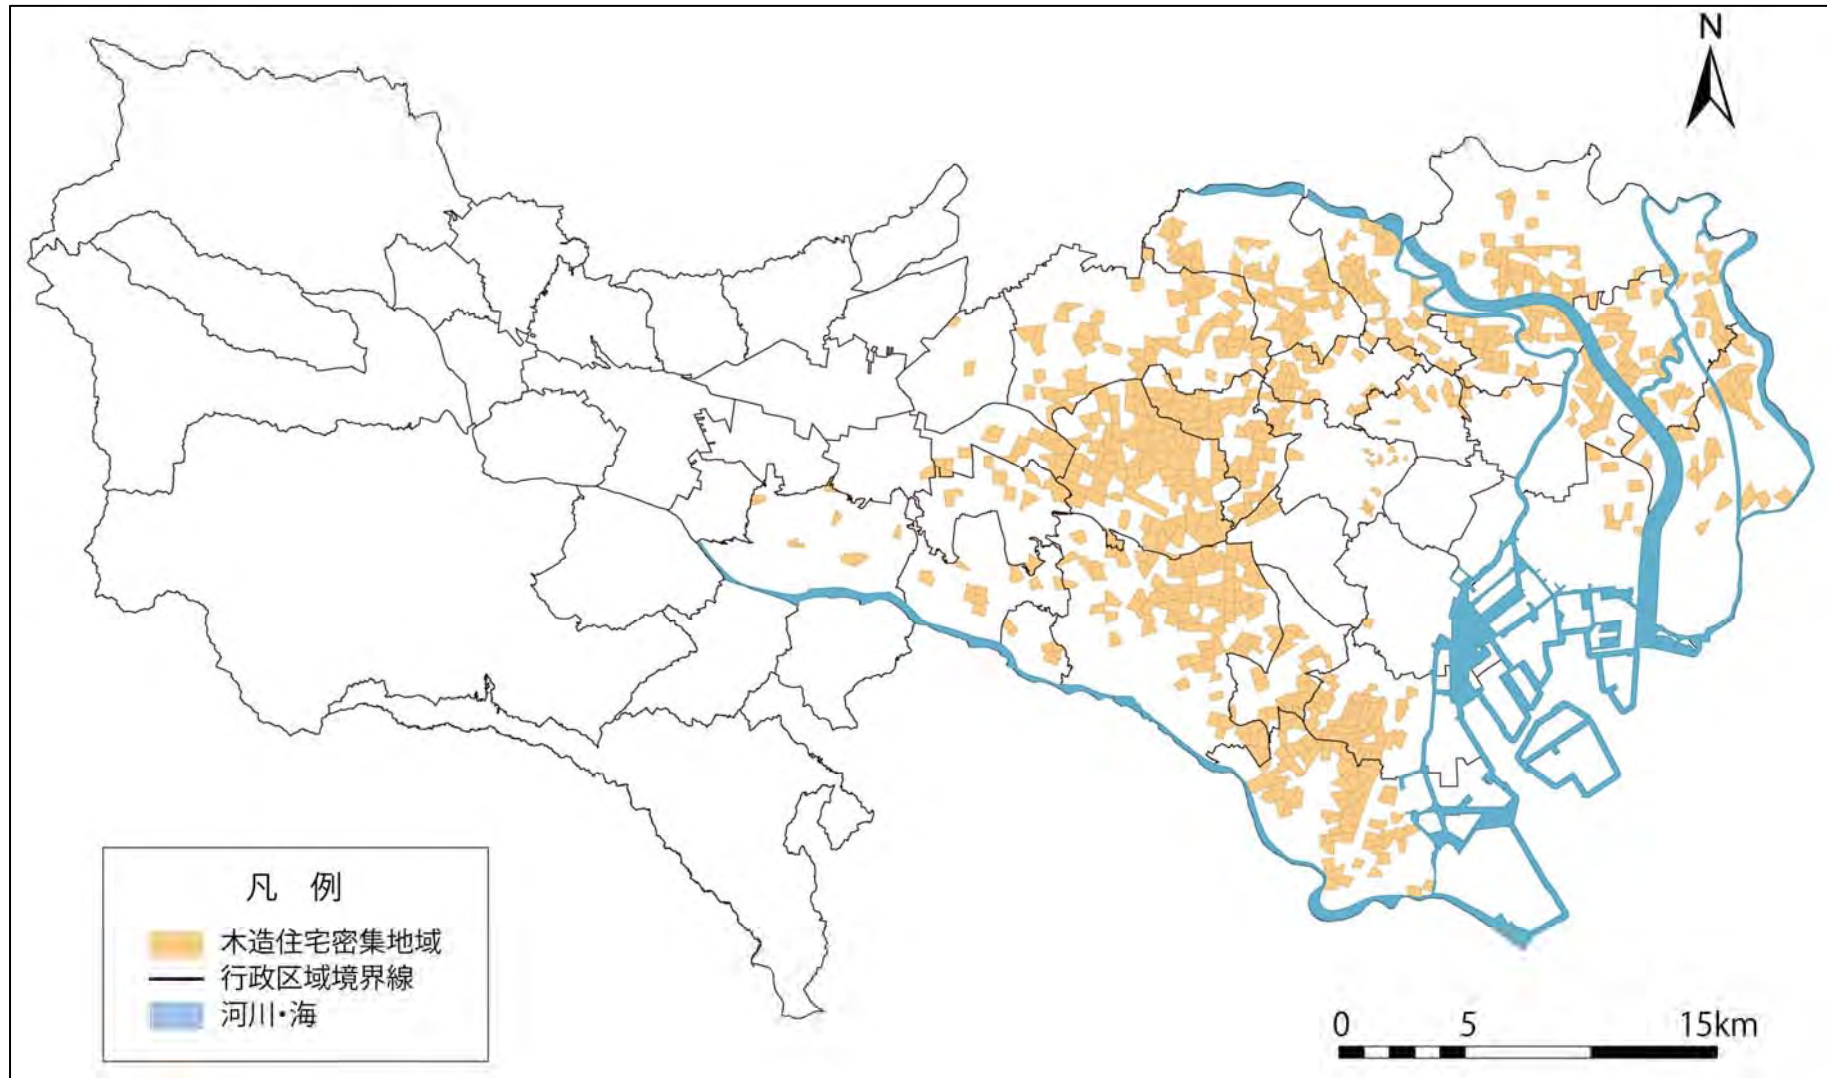 N
凡 例
木造住宅密集地域
行政区域境界線
河川・海
0 5 15km